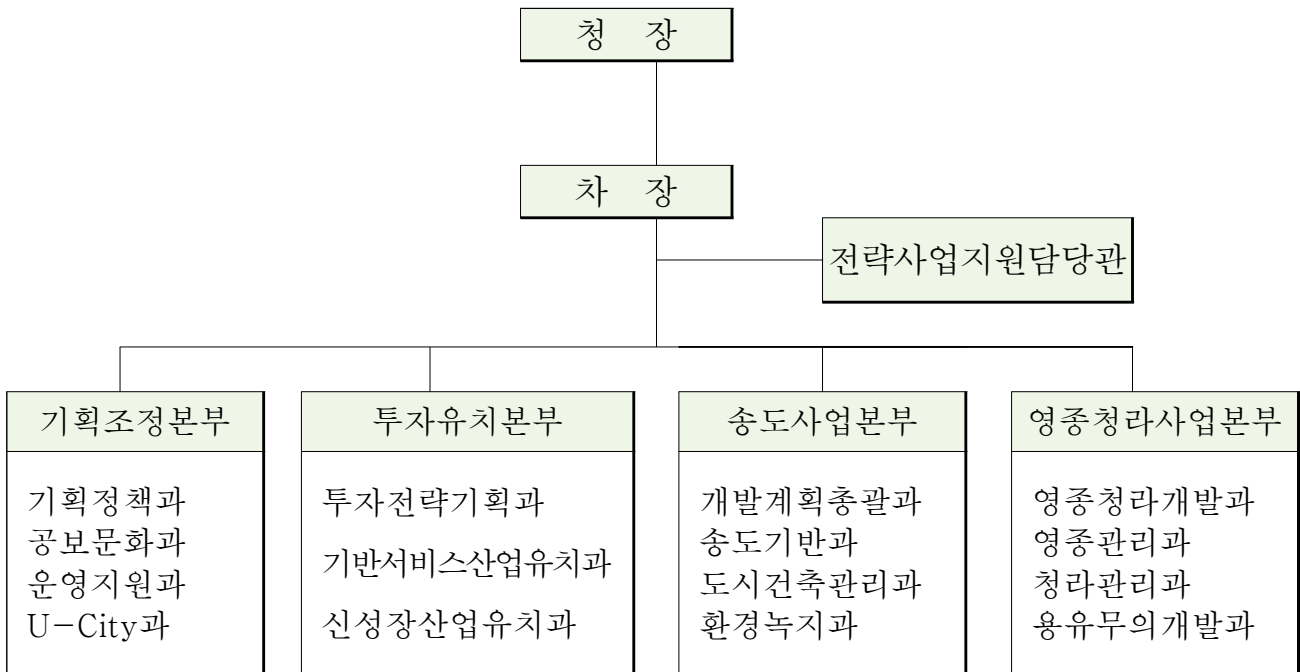 청 장
차 장
전략사업지원담당관
기획조정본부
기획정책과
공보문화과
운영지원과
U-City과
투자유치본부
투자전략기획과
기반서비스산업유치과
신성장산업유치과
송도사업본부
개발계획총괄과
송도기반과
도시건축관리과
환경녹지과
영종청라사업본부
영종청라개발과
영종관리과
청라관리과
용유무의개발과